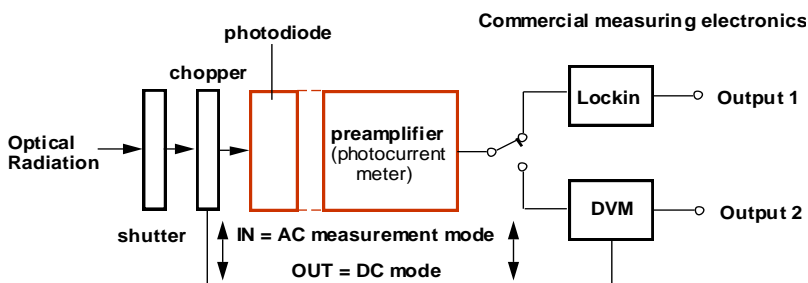 Commercial measuring electronics
photodiode
chopper
Lockin
Output 1
Optical
Radiation
preamplifier
(photocurrent
meter)
DVM
Output 2
shutter
IN = AC measurement mode
OUT = DC mode